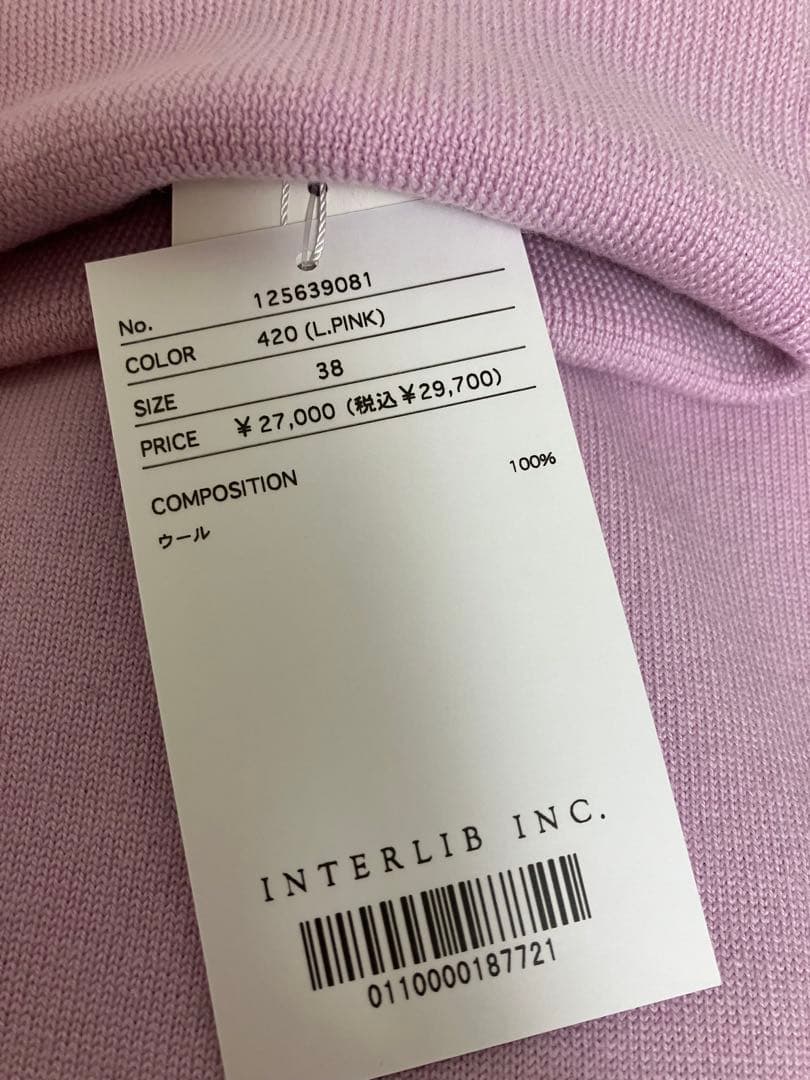 No. 125639081
COLOR 420 (L.PINK)
SIZE 38
PRICE ¥27,000 (税込¥29,700)
COMPOSITION
ウール 100%
INTERLIB INC.
0110000187721